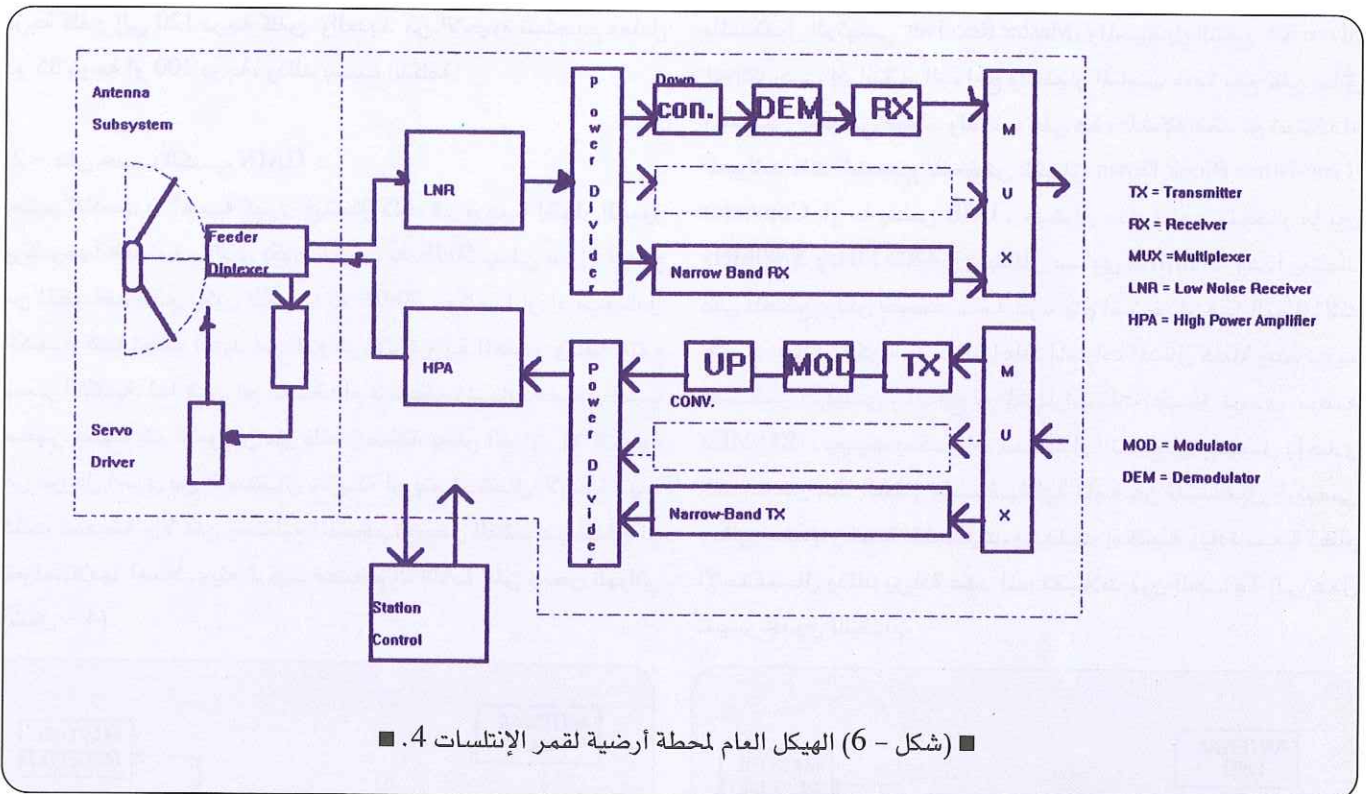 Antenna
Subsystem
Feeder
Diplexer
Servo
Driver
LNR
HPA
Power Divider
Down
con.
DEM
RX
Narrow Band RX
MUX
Power Divider
UP
CONV.
MOD
TX
Narrow-Band TX
MUX
Station
Control
TX = Transmitter
RX = Receiver
MUX =Multiplexer
LNR = Low Noise Receiver
HPA = High Power Amplifier
MOD = Modulator
DEM = Demodulator
■ (شكل - 6) الهيكل العام لمحطة أرضية لقمر الإنتلسات 4. ■